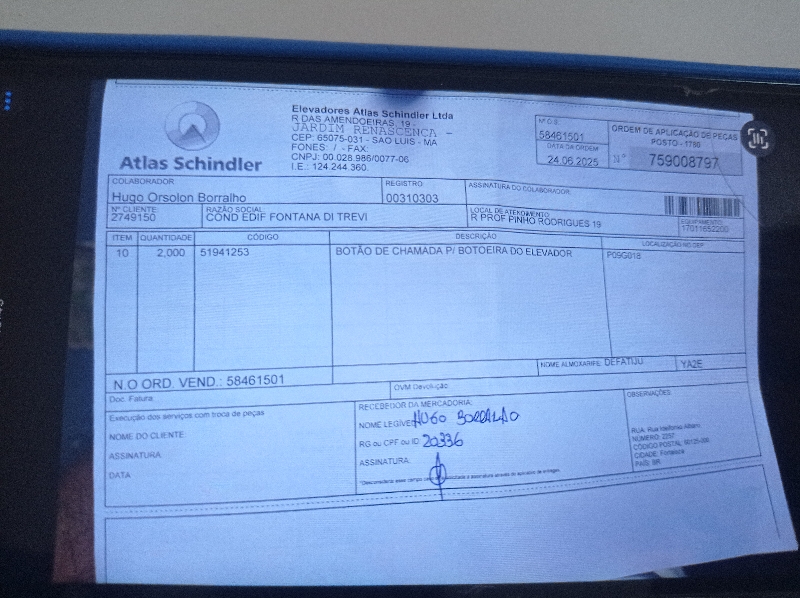 Elevadores Atlas Schindler Ltda
R DAS AMENDOEIRAS, 19 -
JARDIM RENASCENCA -
CEP: 65075-031 - SAO LUIS - MA
FONES: / - FAX:
CNPJ: 00.028.986/0077-06
I.E.: 124.244.360.
Atlas Schindler
58461501
DATA DA ORDEM
24.06.2025
ORDEM DE APLICAÇÃO DE PEÇAS
POSTO - 1780
Nº 759008797
COLABORADOR
Hugo Orsolon Borralho
REGISTRO
00310303
ASSINATURA DO COLABORADOR
Nº CLIENTE
2749150
RAZÃO SOCIAL
COND EDIF FONTANA DI TREVI
LOCAL DE ATENDIMENTO
R PROF PINHO RODRIGUES 19
EQUIPAMENTO
ITEM QUANTIDADE CÓDIGO DESCRIÇÃO LOCALIZAÇÃO NO DEP
10 2,000 51941253 BOTÃO DE CHAMADA P/ BOTOEIRA DO ELEVADOR P09G018
NOME ALMOXARIFE: DEFATIJU YA2E
N.O ORD. VEND.: 58461501
Doc. Fatura
OVM Devolução:
Execução dos serviços com troca de peças
NOME DO CLIENTE:
ASSINATURA:
DATA
RECEBEDOR DA MERCADORIA:
NOME LEGÍVEL: HUGO BORRALHO
RG ou CPF ou ID 20336
ASSINATURA:
OBSERVAÇÕES:
NÚMERO: 2257
CIDADE: Fortaleza
PAÍS: BR